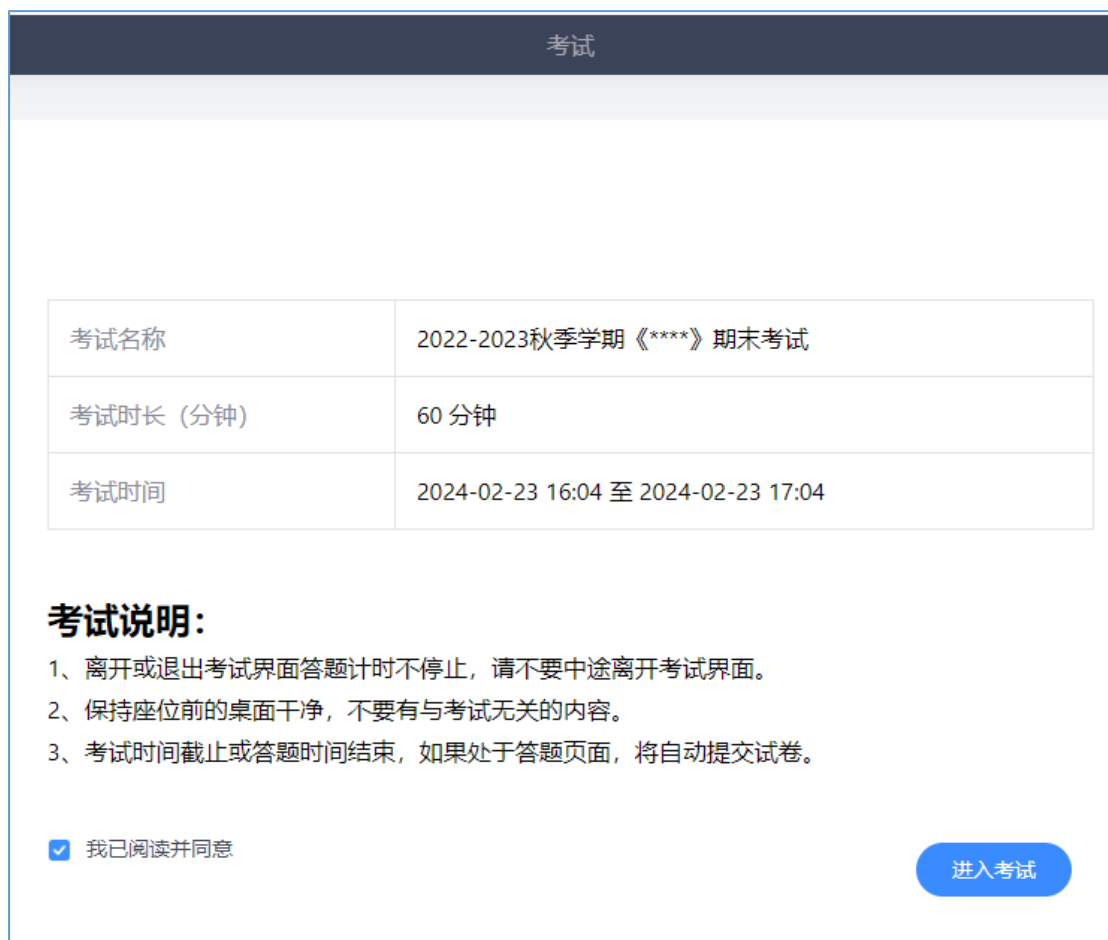 考试
考试名称
2022-2023秋季学期《****》期末考试
考试时长（分钟）
60 分钟
考试时间
2024-02-23 16:04 至 2024-02-23 17:04
考试说明：
1、离开或退出考试界面答题计时不停止，请不要中途离开考试界面。
2、保持座位前的桌面干净，不要有与考试无关的内容。
3、考试时间截止或答题时间结束，如果处于答题页面，将自动提交试卷。
我已阅读并同意
进入考试